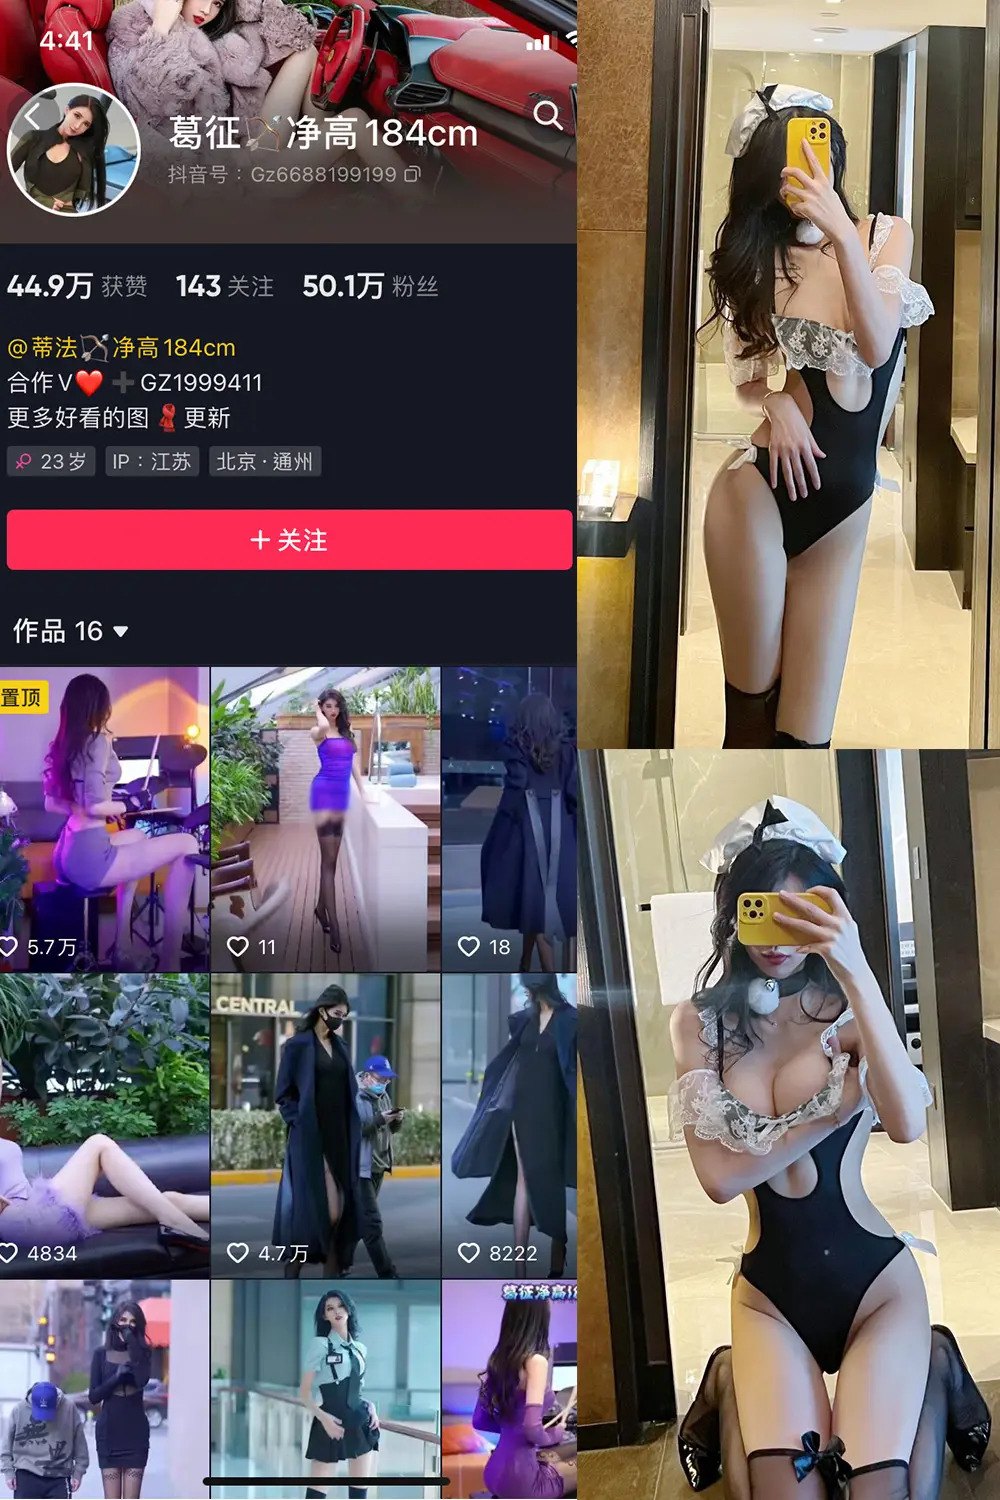 4:41
葛征🏹净高184cm
抖音号：Gz6688199199
44.9万 获赞 143 关注 50.1万 粉丝
@蒂法🏹净高184cm
合作V❤️➕GZ1999411
更多好看的图🧣更新
23岁 IP：江苏 北京·通州
+关注
作品 16
置顶
5.7万 11 18
CENTRAL
4834 4.7万 8222
葛征净高